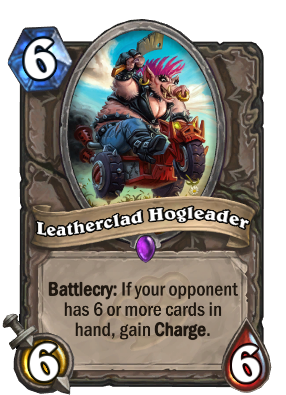 6
Leatherclad Hogleader
Battlecry: If your opponent
has 6 or more cards in
hand, gain Charge.
6
6